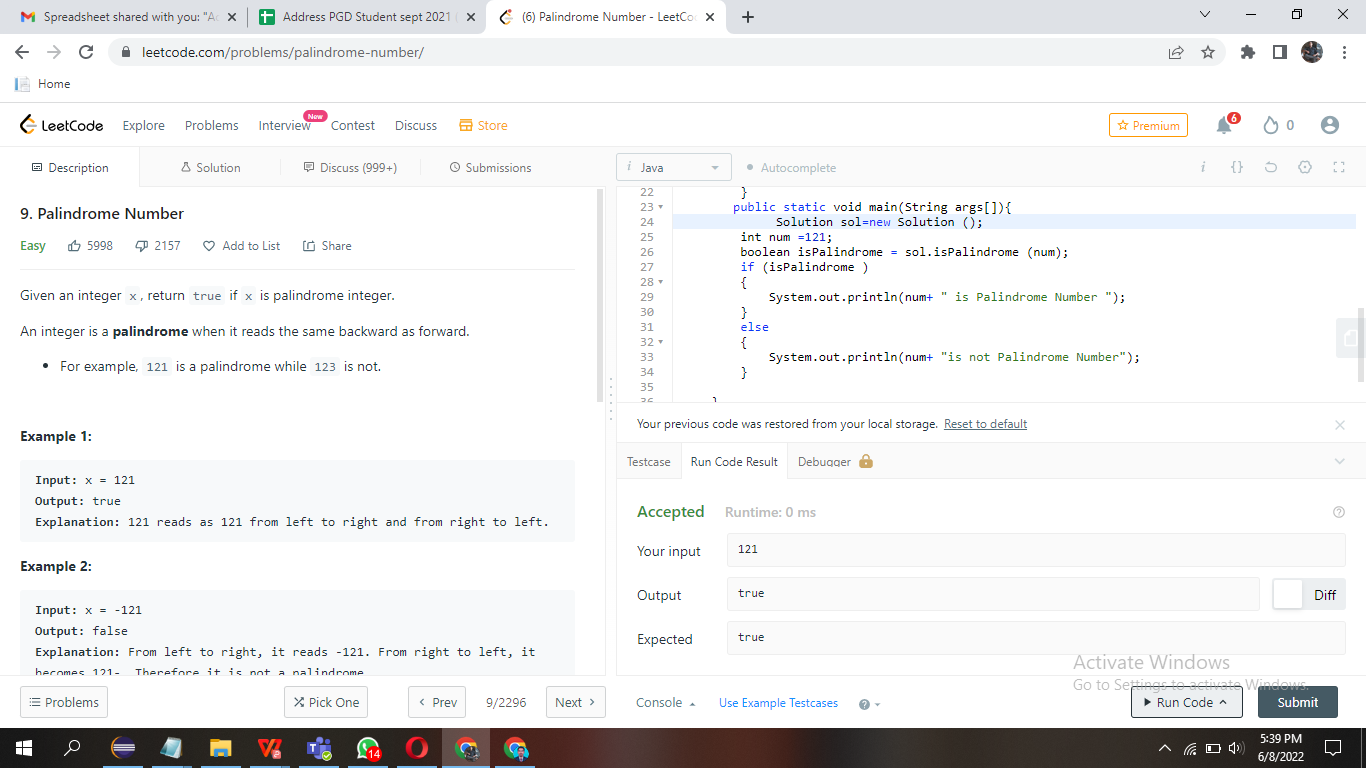 Spreadsheet shared with you: "Ac
Address PGD Student sept 2021 (
(6) Palindrome Number - LeetCo
leetcode.com/problems/palindrome-number/
Home
LeetCode
Explore
Problems
Interview
New
Contest
Discuss
Store
Premium
6
0
Description
Solution
Discuss (999+)
Submissions
i Java
Autocomplete
i {}
9. Palindrome Number
Easy 5998 2157 Add to List Share
Given an integer x, return true if x is palindrome integer.
An integer is a palindrome when it reads the same backward as forward.
• For example, 121 is a palindrome while 123 is not.
Example 1:
Input: x = 121
Output: true
Explanation: 121 reads as 121 from left to right and from right to left.
Example 2:
Input: x = -121
Output: false
Explanation: From left to right, it reads -121. From right to left, it
becomes 121-. Therefore it is not a palindrome.
22 }
23 public static void main(String args[]){
24 Solution sol=new Solution ();
25 int num =121;
26 boolean isPalindrome = sol.isPalindrome (num);
27 if (isPalindrome )
28 {
29 System.out.println(num+ " is Palindrome Number ");
30 }
31 else
32 {
33 System.out.println(num+ "is not Palindrome Number");
34 }
35
36 }
Your previous code was restored from your local storage. Reset to default
Testcase
Run Code Result
Debugger
Accepted Runtime: 0 ms
Your input 121
Output true
Diff
Expected true
Activate Windows
Go to Settings to activate Windows.
Problems
Pick One
< Prev
9/2296
Next >
Console
Use Example Testcases
Run Code
Submit
14
5:39 PM
6/8/2022